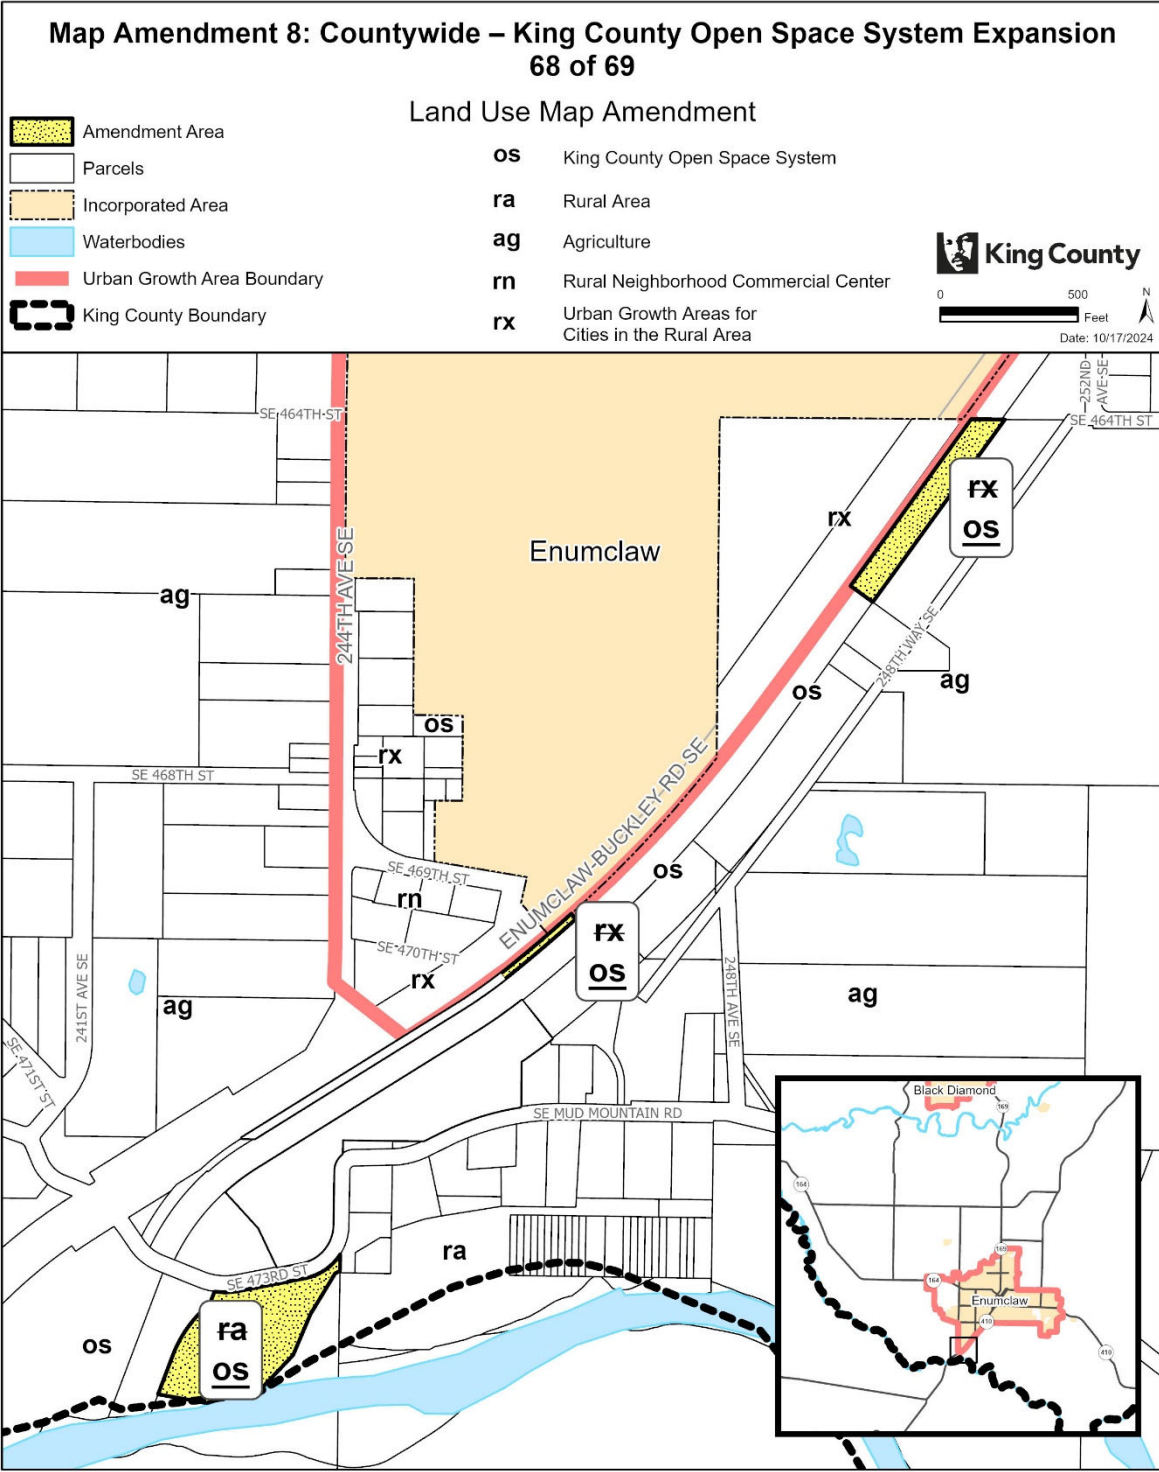 Map Amendment 8: Countywide – King County Open Space System Expansion
68 of 69
Land Use Map Amendment
Amendment Area
Parcels
Incorporated Area
Waterbodies
Urban Growth Area Boundary
King County Boundary
os King County Open Space System
ra Rural Area
ag Agriculture
rn Rural Neighborhood Commercial Center
rx Urban Growth Areas for
Cities in the Rural Area
King County
0 500
Feet
N
Date: 10/17/2024
252ND
AVE SE
SE 464TH ST
SE 464TH ST
rx
os
rx
Enumclaw
244TH AVE SE
ag
248TH WAY SE
ag
os
os
rx
SE 468TH ST
ENUMCLAW-BUCKLEY RD SE
os
SE 469TH ST
rn
SE 470TH ST
rx
rx
os
241ST AVE SE
ag
248TH AVE SE
ag
SE 471ST ST
SE MUD MOUNTAIN RD
ra
SE 473RD ST
ra
os
os
Black Diamond
169
164
169
164
Enumclaw
410
410